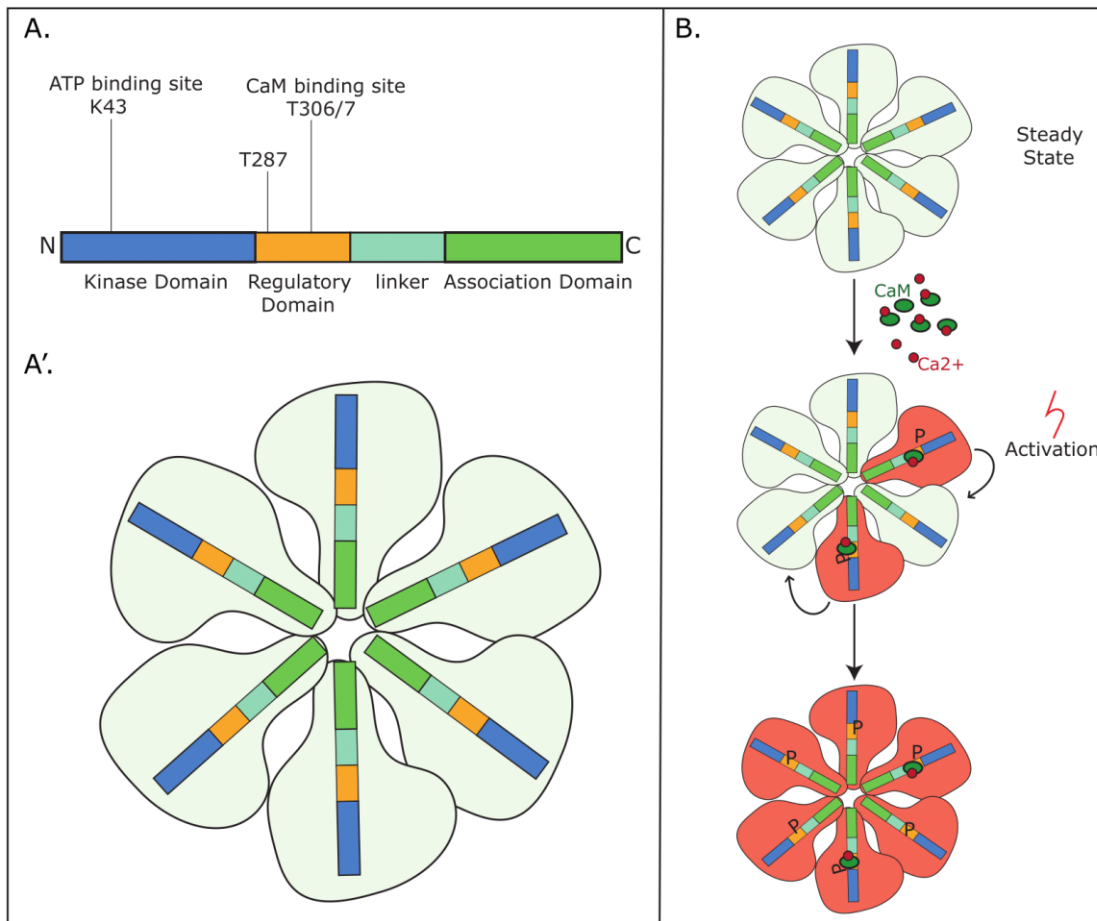 A.
ATP binding site
K43
CaM binding site
T306/7
T287
N
C
Kinase Domain
Regulatory
Domain
linker
Association Domain
A'.
B.
Steady
State
CaM
Ca2+
P
P
Activation
P
P
P
P
P
P